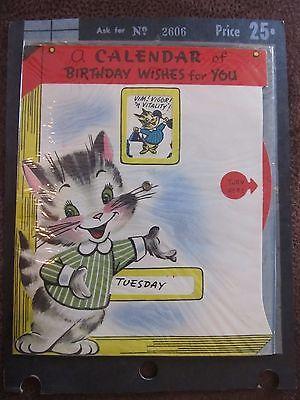 Ask for Nº 2606 Price 25¢
a CALENDAR of
BIRTHDAY WISHES for YOU
VIM! VIGOR!
'n VITALITY!
TURN
TUESDAY